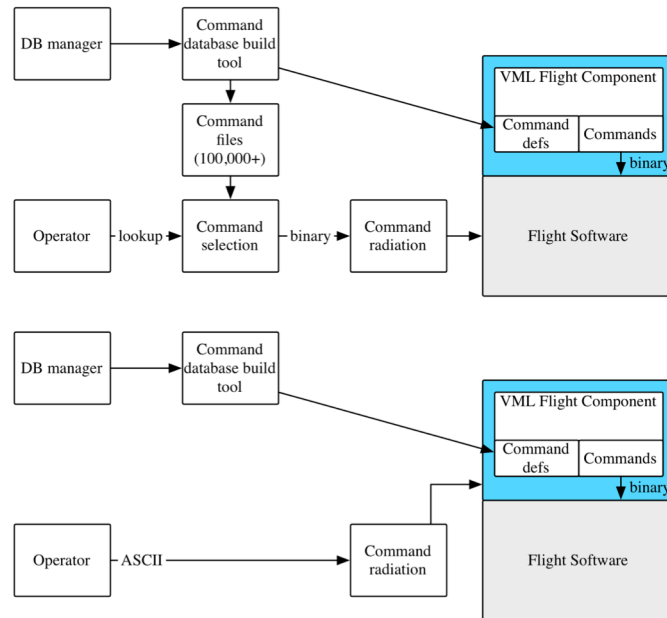 DB manager
Command
database build
tool
VML Flight Component
Command
defs
Commands
binary
Command
files
(100,000+)
Operator
lookup
Command
selection
binary
Command
radiation
Flight Software
DB manager
Command
database build
tool
VML Flight Component
Command
defs
Commands
binary
Operator
ASCII
Command
radiation
Flight Software